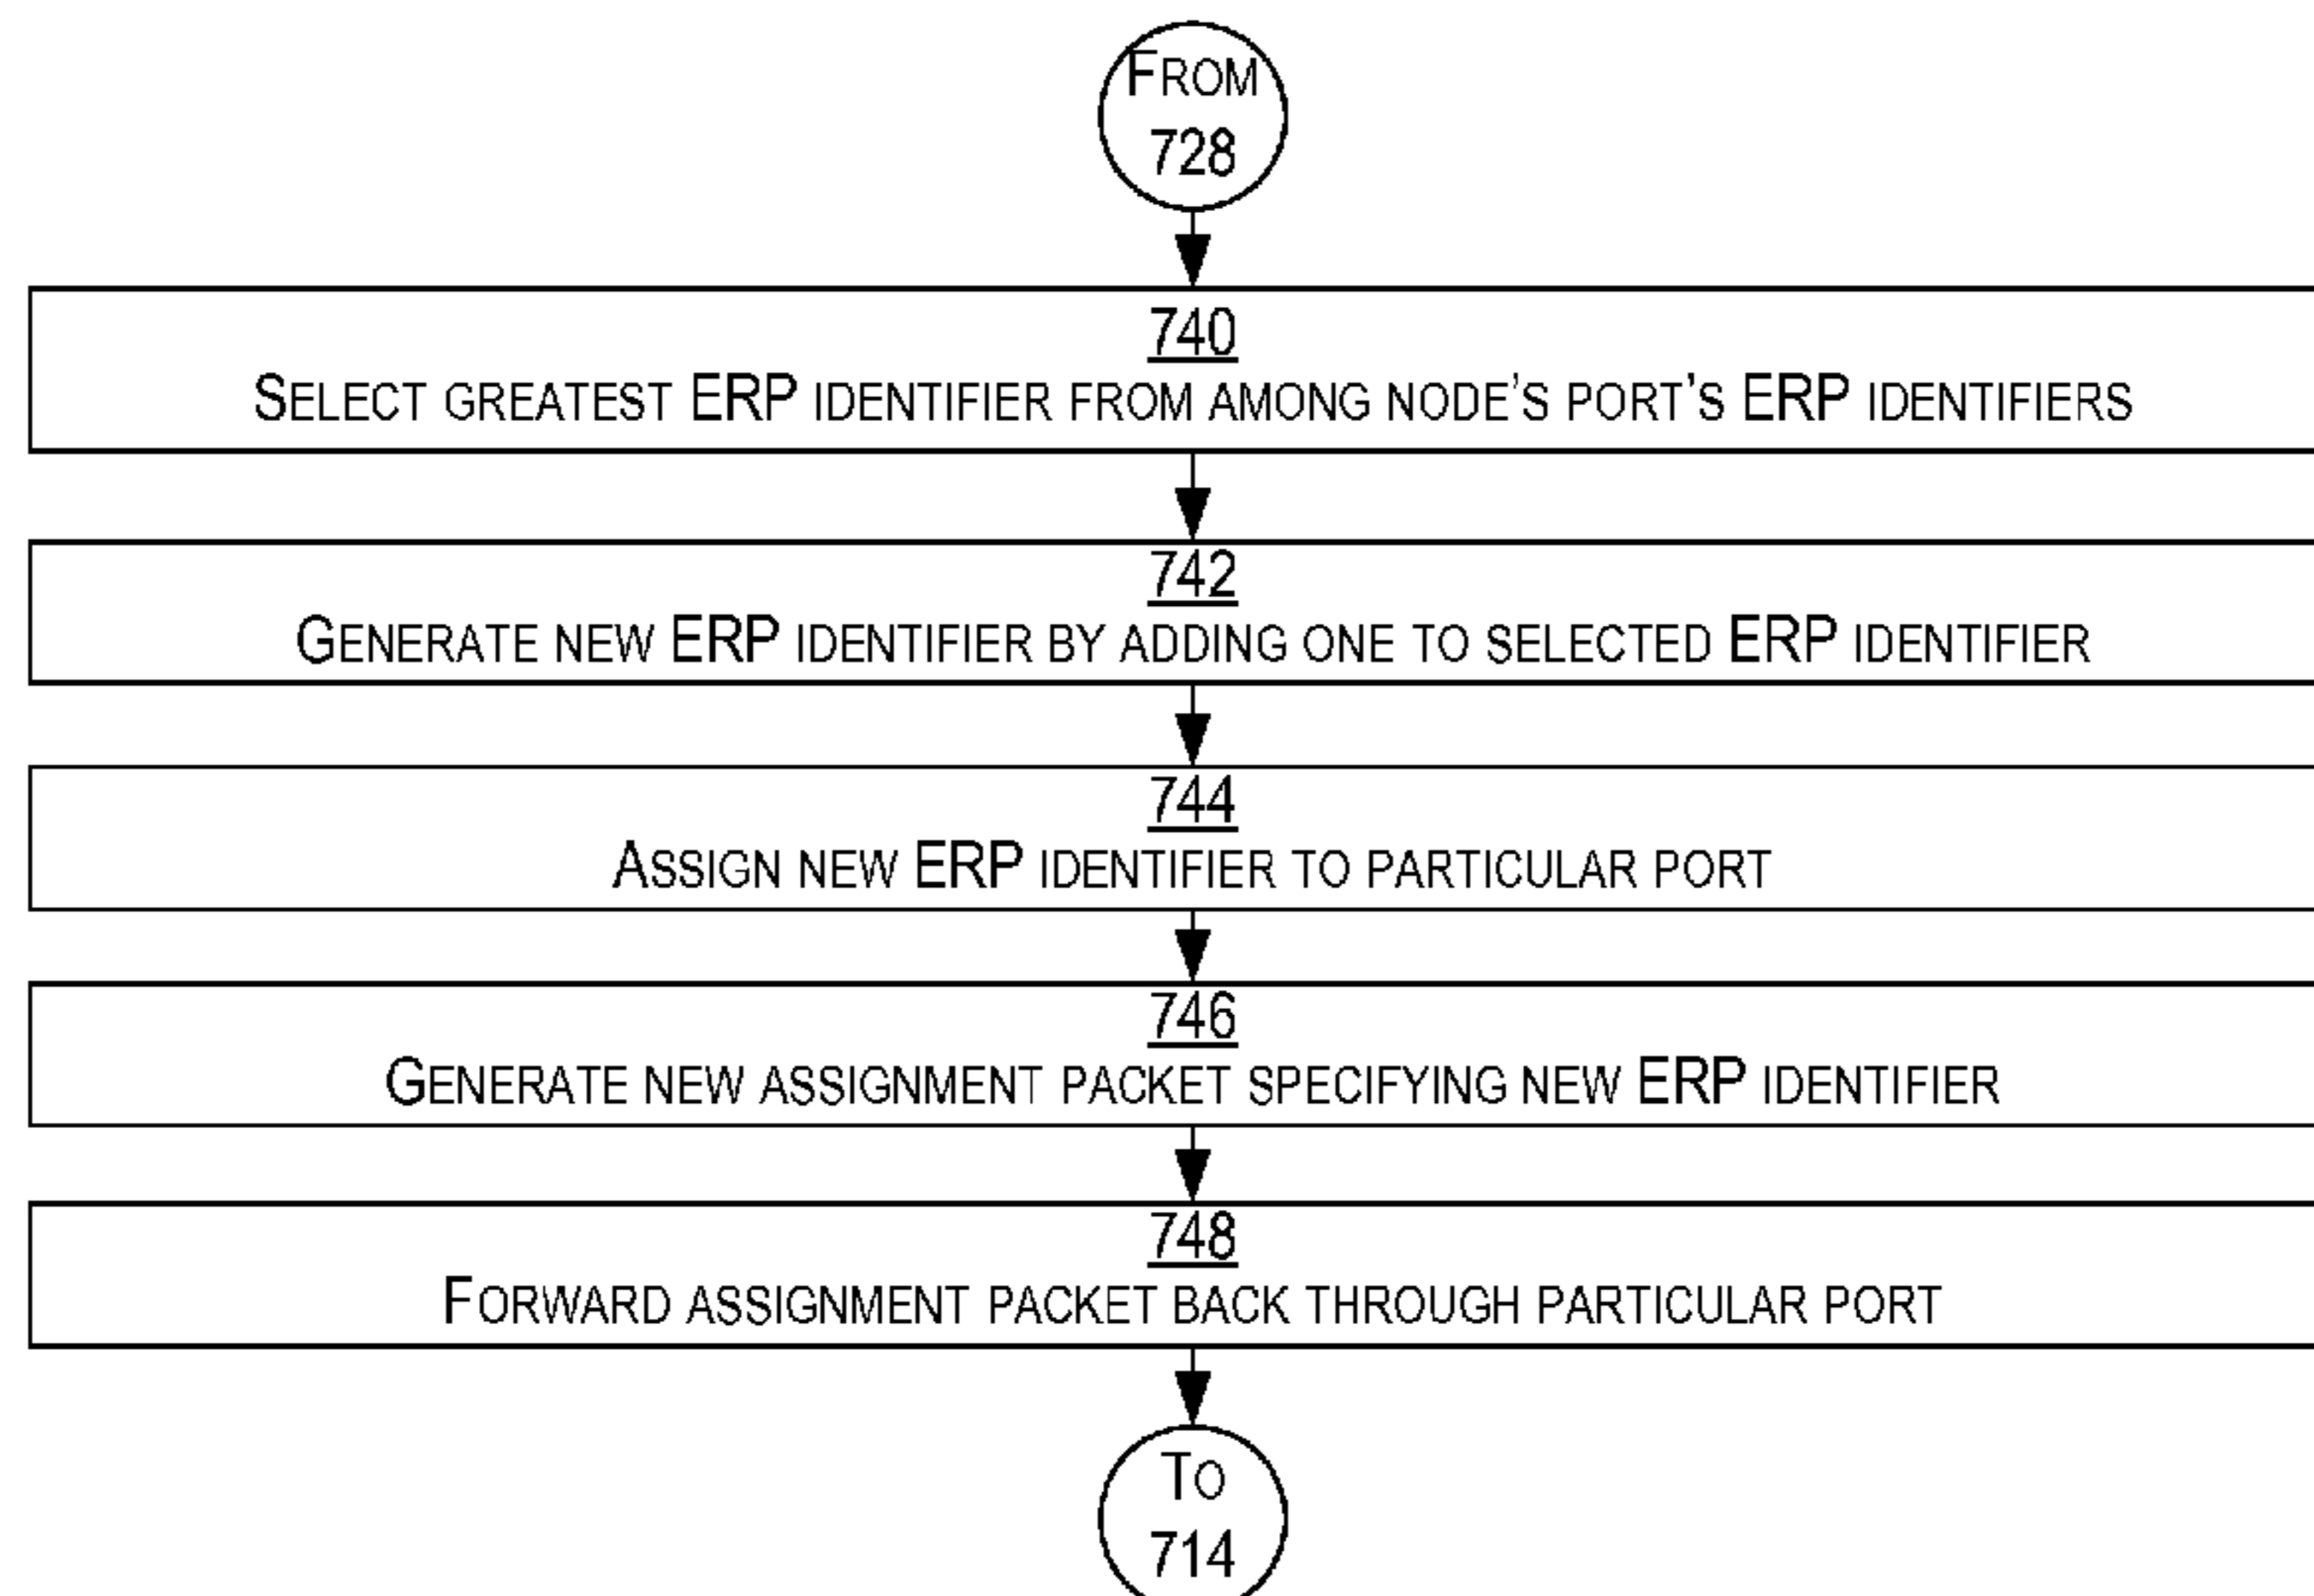 From
728
740
Select greatest ERP identifier from among node's port's ERP identifiers
742
Generate new ERP identifier by adding one to selected ERP identifier
744
Assign new ERP identifier to particular port
746
Generate new assignment packet specifying new ERP identifier
748
Forward assignment packet back through particular port
To
714